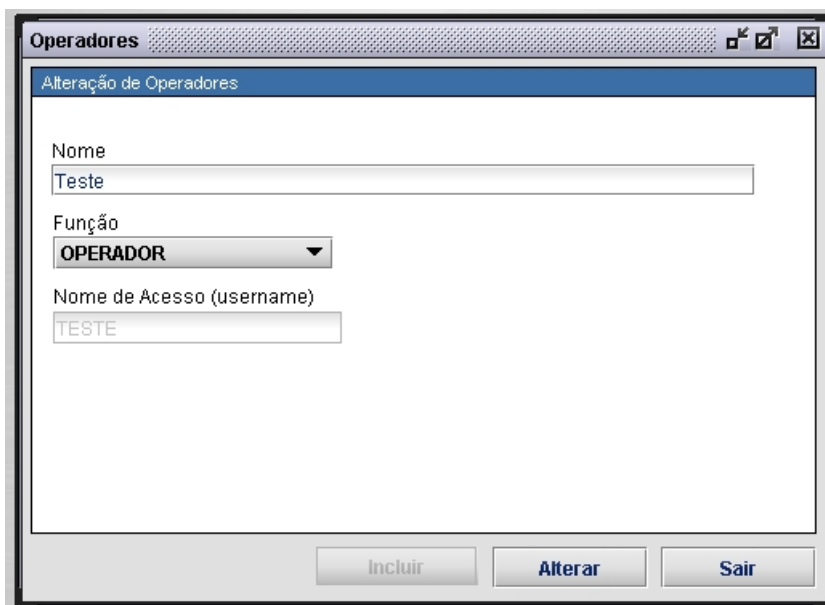 Operadores
Alteração de Operadores
Nome
Teste
Função
OPERADOR
Nome de Acesso (username)
TESTE
Incluir Alterar Sair